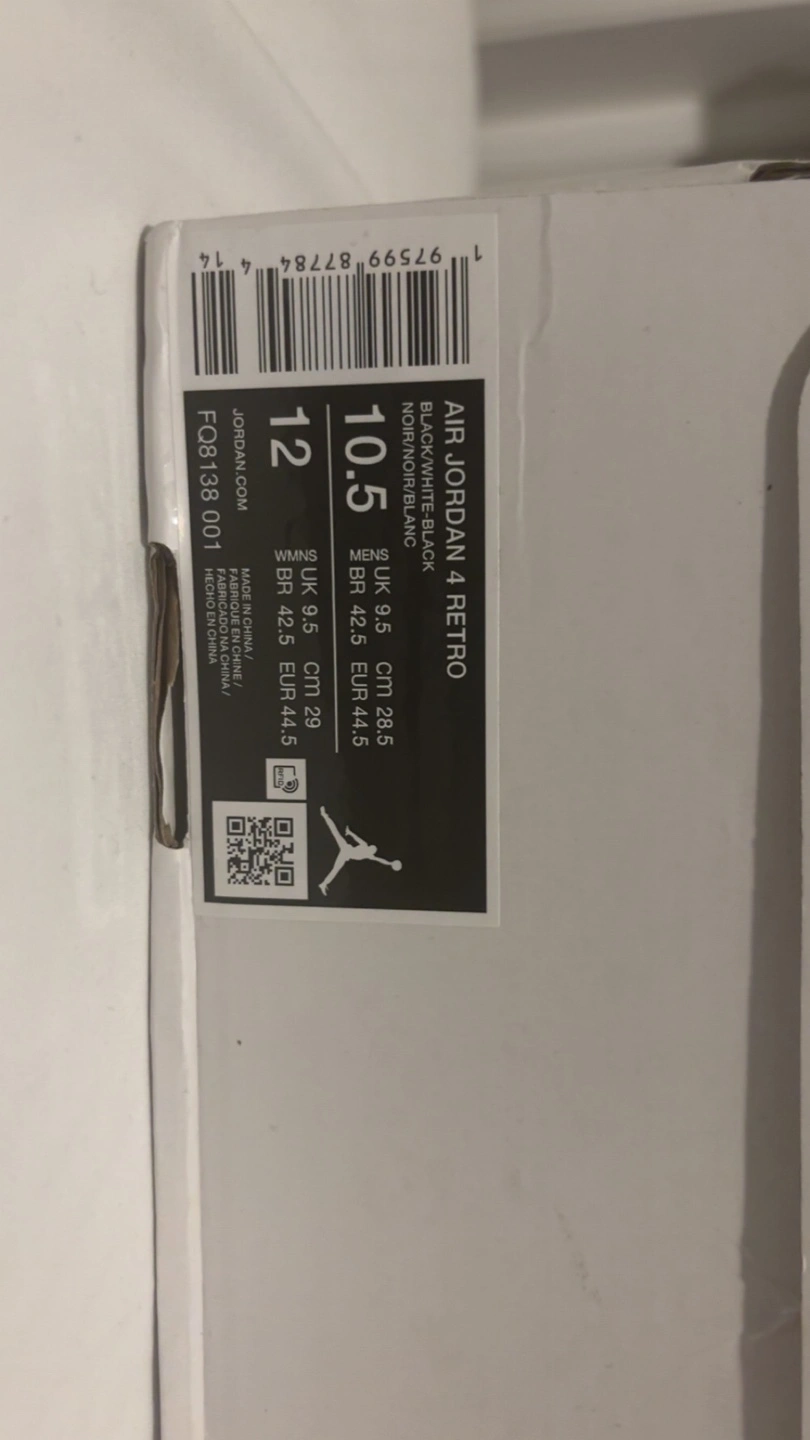 1 97599 87784 4 14
AIR JORDAN 4 RETRO
BLACK/WHITE-BLACK
NOIR/NOIR/BLANC
10.5 MENS UK 9.5 cm 28.5
BR 42.5 EUR 44.5
12 WMNS UK 9.5 cm 29
BR 42.5 EUR 44.5
RFID
JORDAN.COM
FQ8138 001
MADE IN CHINA /
FABRIQUE EN CHINE /
FABRICADO NA CHINA /
HECHO EN CHINA